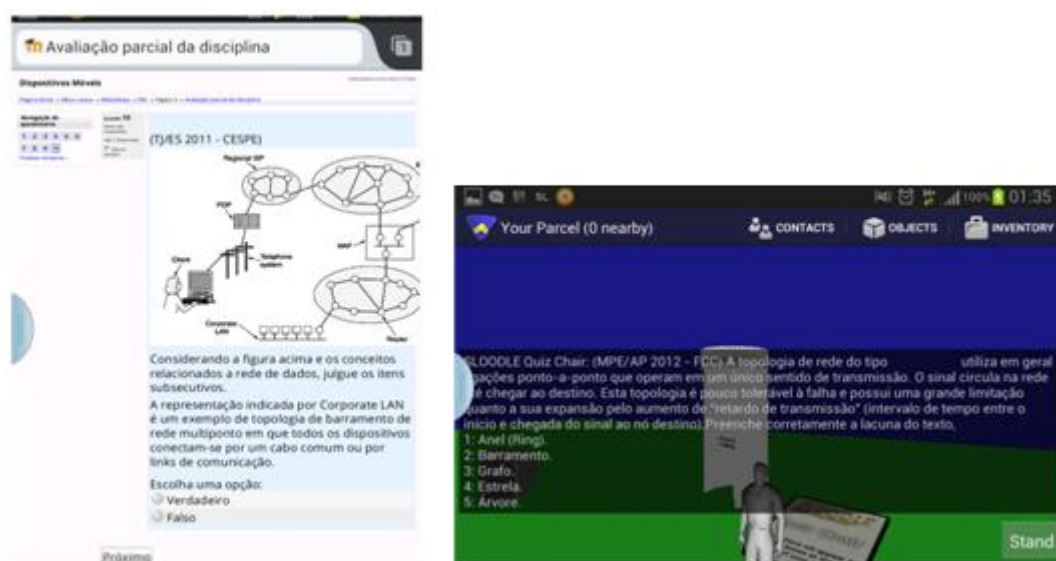 Avaliação parcial da disciplina
Dispositivos Móveis
(TJ/ES 2011 - CESPE)
Regional ISP
POP
NAP
Client
Telephone
system
Corporate
LAN
Router
Considerando a figura acima e os conceitos
relacionados a rede de dados, julgue os itens
subsecutivos.
A representação indicada por Corporate LAN
é um exemplo de topologia de barramento de
rede multiponto em que todos os dispositivos
conectam-se por um cabo comum ou por
links de comunicação.
Escolha uma opção:
Verdadeiro
Falso
Próximo
100% 01:35
Your Parcel (0 nearby) CONTACTS OBJECTS INVENTORY
SLOODLE Quiz Chair: (MPE/AP 2012 - FCC) A topologia de rede do tipo utiliza em geral
ligações ponto-a-ponto que operam em um único sentido de transmissão. O sinal circula na rede
até chegar ao destino. Esta topologia é pouco tolerável à falha e possui uma grande limitação
quanto a sua expansão pelo aumento de "retardo de transmissão" (intervalo de tempo entre o
início e chegada do sinal ao nó destino).Preenche corretamente a lacuna do texto,
1: Anel (Ring).
2: Barramento.
3: Grafo.
4: Estrela.
5: Árvore.
Stand